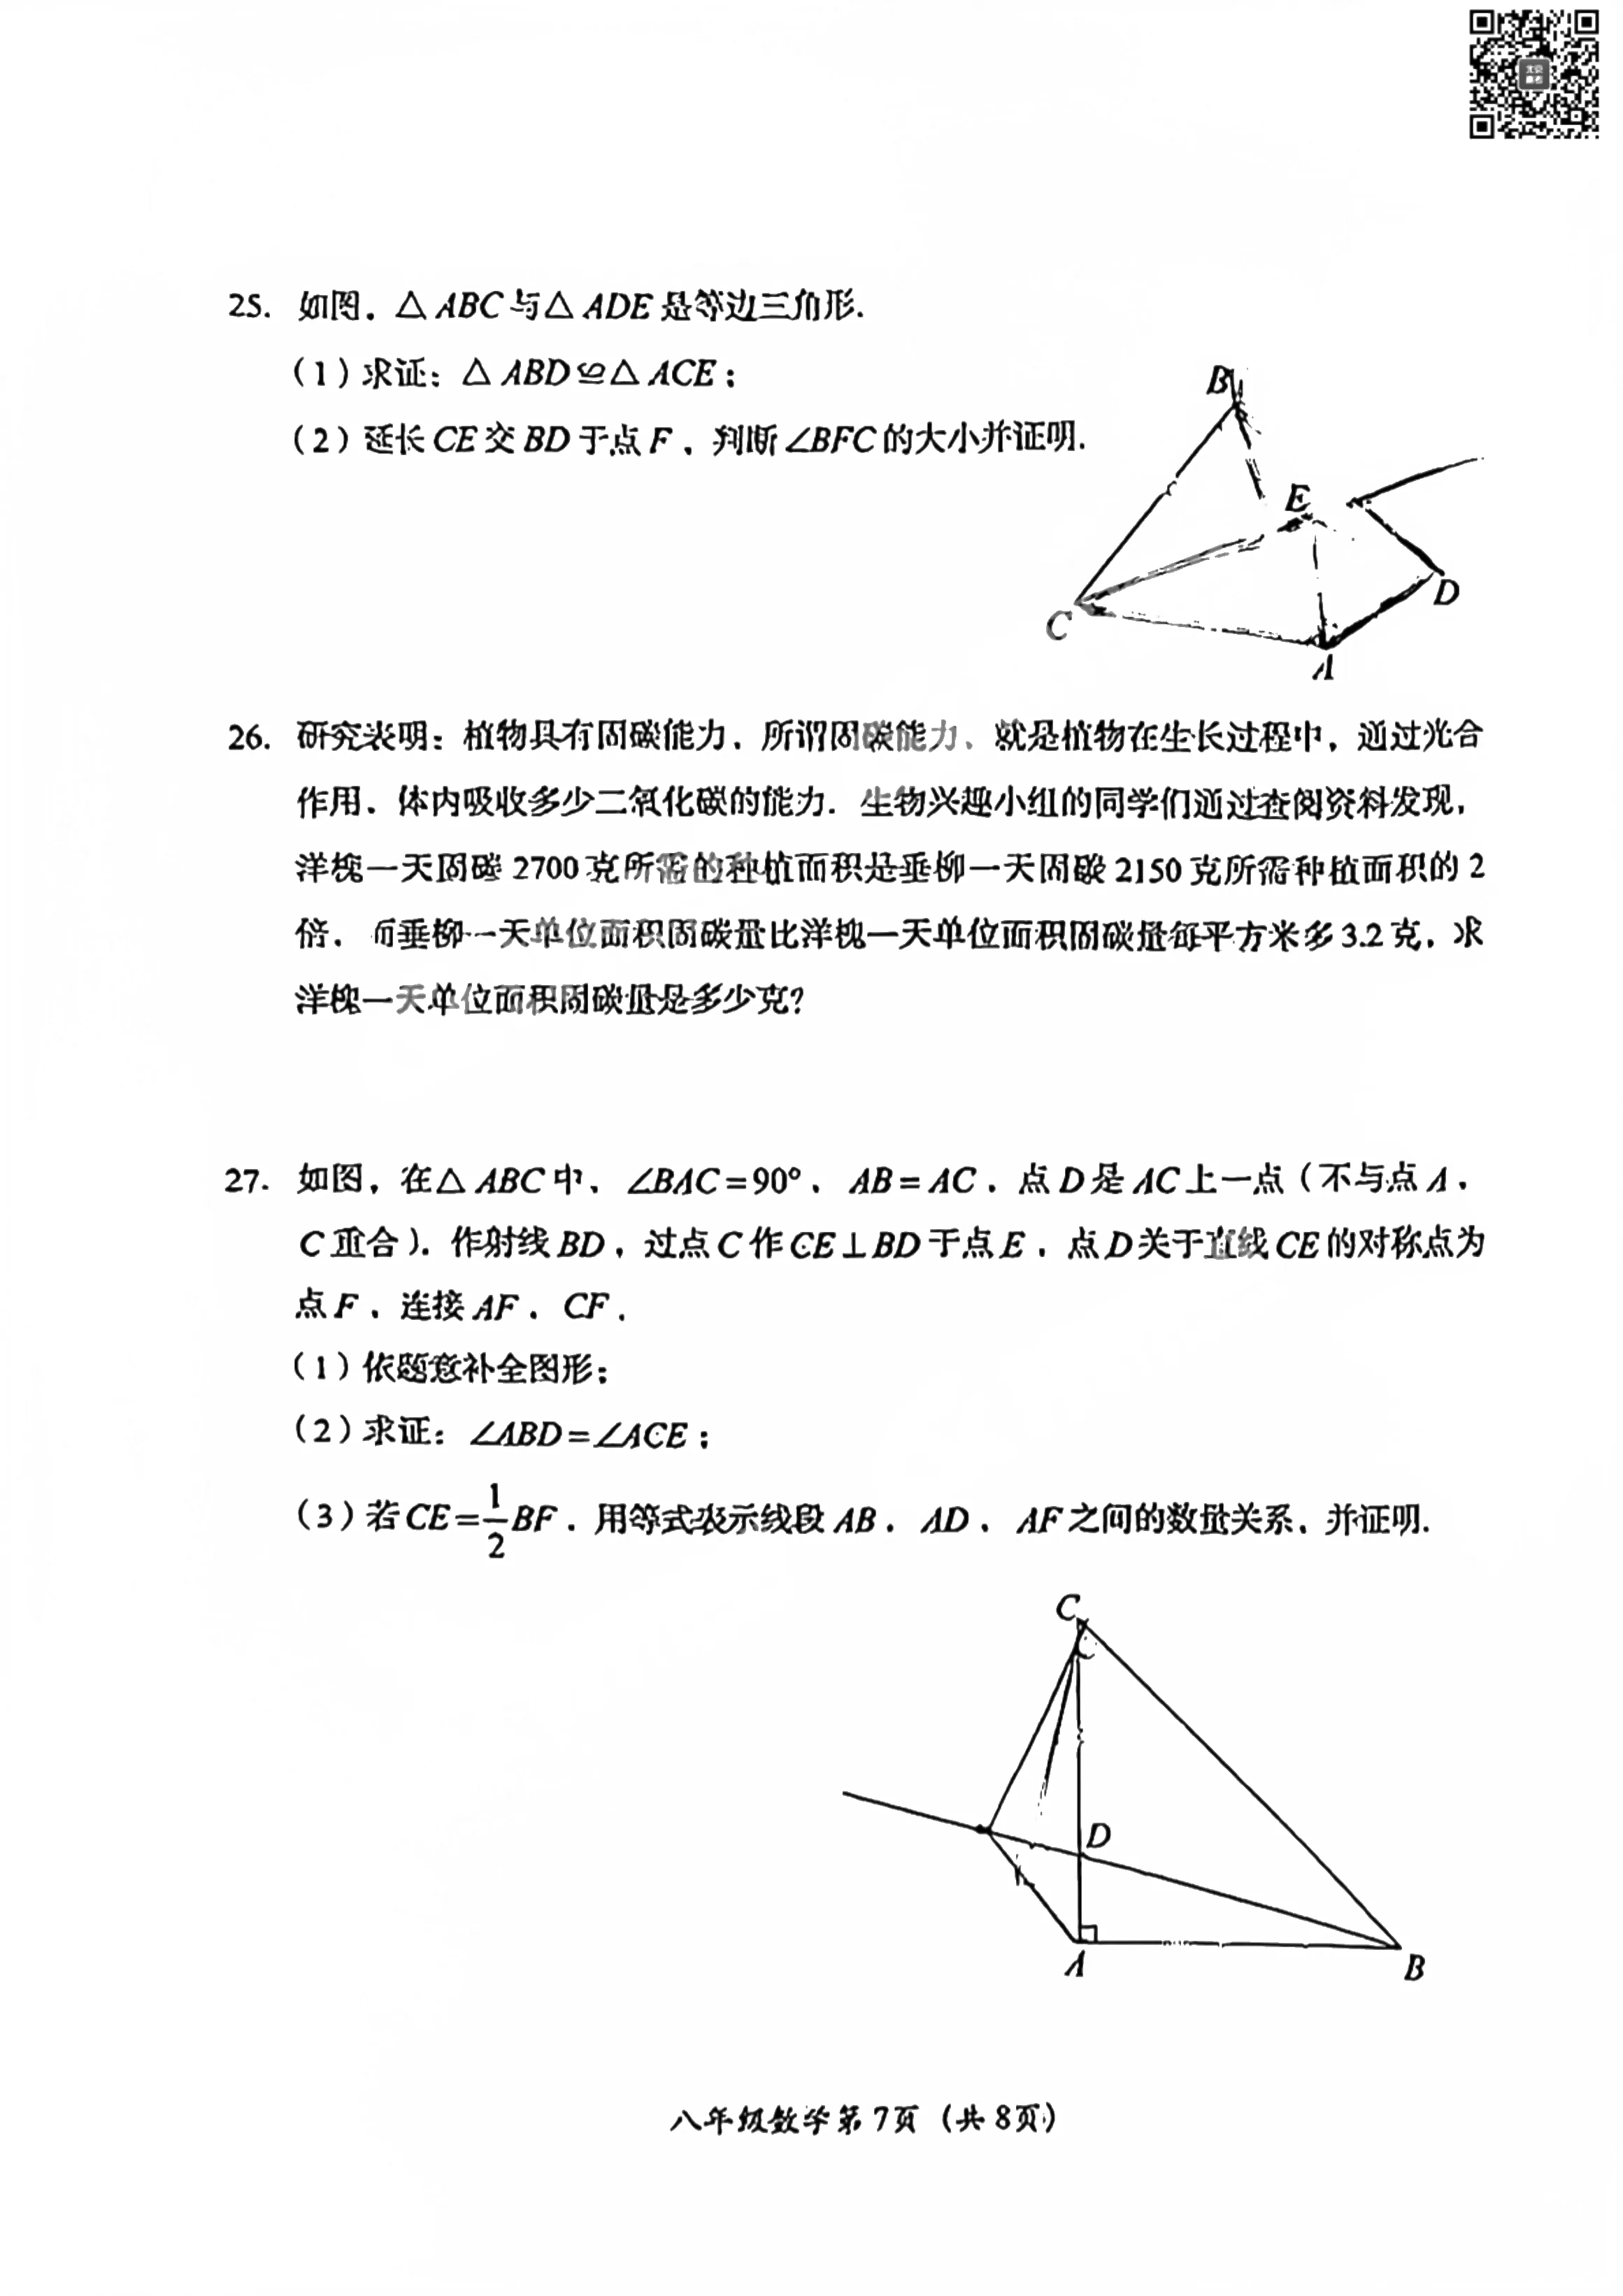 25. 如图，△ABC与△ADE是等边三角形.
（1）求证：△ABD≌△ACE；
（2）延长CE交BD于点F，判断∠BFC的大小并证明.
B
E
D
C
A
26. 研究表明：植物具有固碳能力，所谓固碳能力，就是植物在生长过程中，通过光合
作用，体内吸收多少二氧化碳的能力．生物兴趣小组的同学们通过查阅资料发现，
洋槐一天固碳2700克所需的种植面积是垂柳一天固碳2150克所需种植面积的2
倍，而垂柳一天单位面积固碳量比洋槐一天单位面积固碳量每平方米多3.2克，求
洋槐一天单位面积固碳量是多少克？
27. 如图，在△ABC中，∠BAC=90°，AB=AC，点D是AC上一点（不与点A，
C重合）．作射线BD，过点C作CE⊥BD于点E，点D关于直线CE的对称点为
点F，连接AF，CF．
（1）依题意补全图形；
（2）求证：∠ABD=∠ACE；
（3）若CE=1/2BF，用等式表示线段AB，AD，AF之间的数量关系，并证明.
C
D
A
B
八年级数学第7页（共8页）